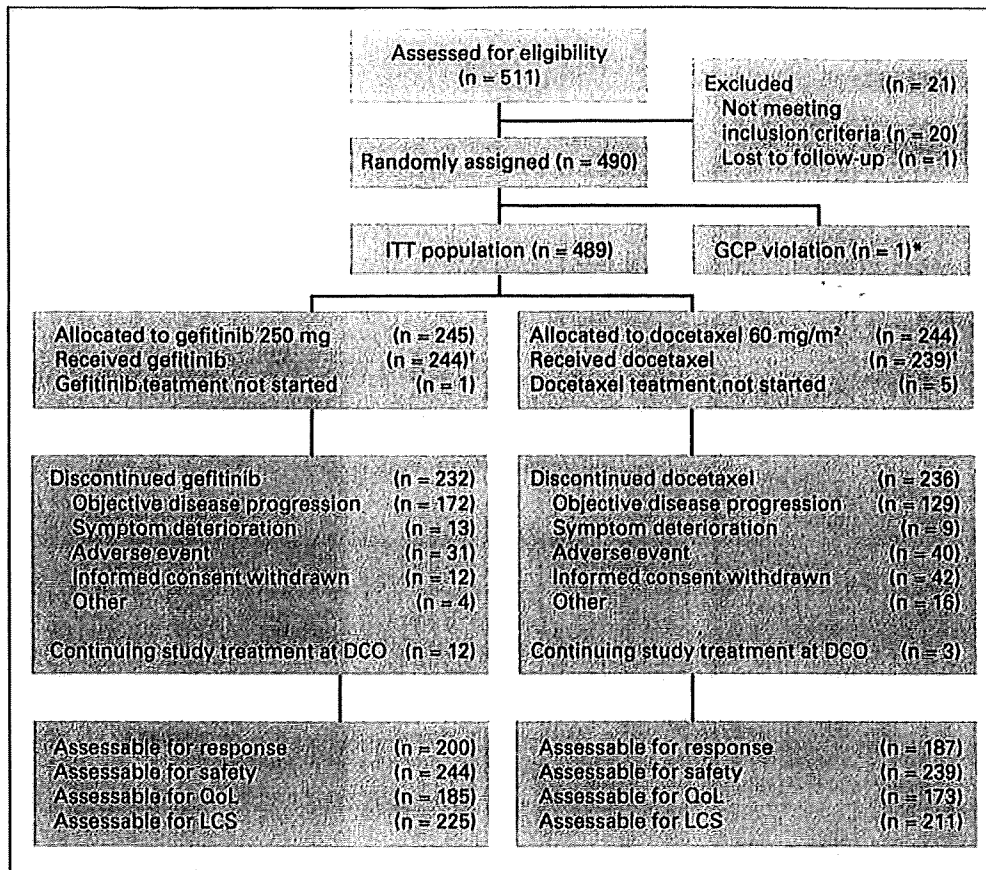 Assessed for eligibility
(n = 511)
Excluded (n = 21)
Not meeting
inclusion criteria (n = 20)
Lost to follow-up (n = 1)
Randomly assigned (n = 490)
ITT population (n = 489)
GCP violation (n = 1)*
Allocated to gefitinib 250 mg (n = 245)
Received gefitinib (n = 244)†
Gefitinib teatment not started (n = 1)
Allocated to docetaxel 60 mg/m² (n = 244)
Received docetaxel (n = 239)†
Docetaxel teatment not started (n = 5)
Discontinued gefitinib (n = 232)
Objective disease progression (n = 172)
Symptom deterioration (n = 13)
Adverse event (n = 31)
Informed consent withdrawn (n = 12)
Other (n = 4)
Continuing study treatment at DCO (n = 12)
Discontinued docetaxel (n = 236)
Objective disease progression (n = 129)
Symptom deterioration (n = 9)
Adverse event (n = 40)
Informed consent withdrawn (n = 42)
Other (n = 16)
Continuing study treatment at DCO (n = 3)
Assessable for response (n = 200)
Assessable for safety (n = 244)
Assessable for QoL (n = 185)
Assessable for LCS (n = 225)
Assessable for response (n = 187)
Assessable for safety (n = 239)
Assessable for QoL (n = 173)
Assessable for LCS (n = 211)